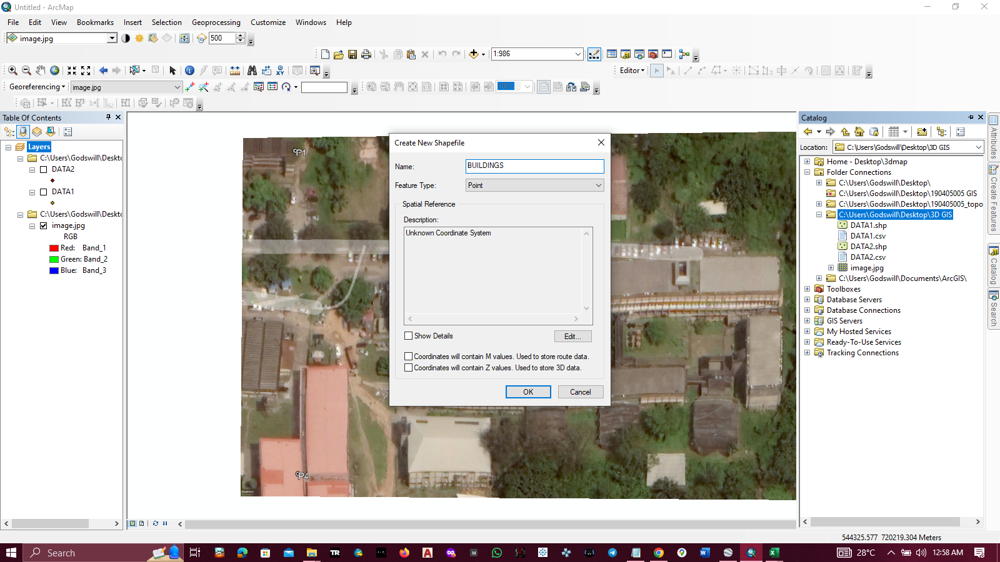 Untitled - ArcMap
File Edit View Bookmarks Insert Selection Geoprocessing Customize Windows Help
image.jpg 500
1:986
Editor
Georeferencing image.jpg 100%
Table Of Contents
Layers
C:\Users\Godswill\Deskto
DATA2
DATA1
C:\Users\Godswill\Deskto
image.jpg
RGB
Red: Band_1
Green: Band_2
Blue: Band_3
P1
P4
Create New Shapefile
Name: BUILDINGS
Feature Type: Point
Spatial Reference
Description:
Unknown Coordinate System
Show Details Edit...
Coordinates will contain M values. Used to store route data.
Coordinates will contain Z values. Used to store 3D data.
OK Cancel
Catalog
Location: C:\Users\Godswill\Desktop\3D GIS
Home - Desktop\3dmap
Folder Connections
C:\Users\Godswill\Desktop\
C:\Users\Godswill\Desktop\190405005 GIS
C:\Users\Godswill\Desktop\190405005_topo
C:\Users\Godswill\Desktop\3D GIS
DATA1.shp
DATA1.csv
DATA2.shp
DATA2.csv
image.jpg
C:\Users\Godswill\Documents\ArcGIS\
Toolboxes
Database Servers
Database Connections
GIS Servers
My Hosted Services
Ready-To-Use Services
Tracking Connections
Attributes
Create Features
Catalog
Search
544325.577 720219.304 Meters
Search
28°C 12:58 AM